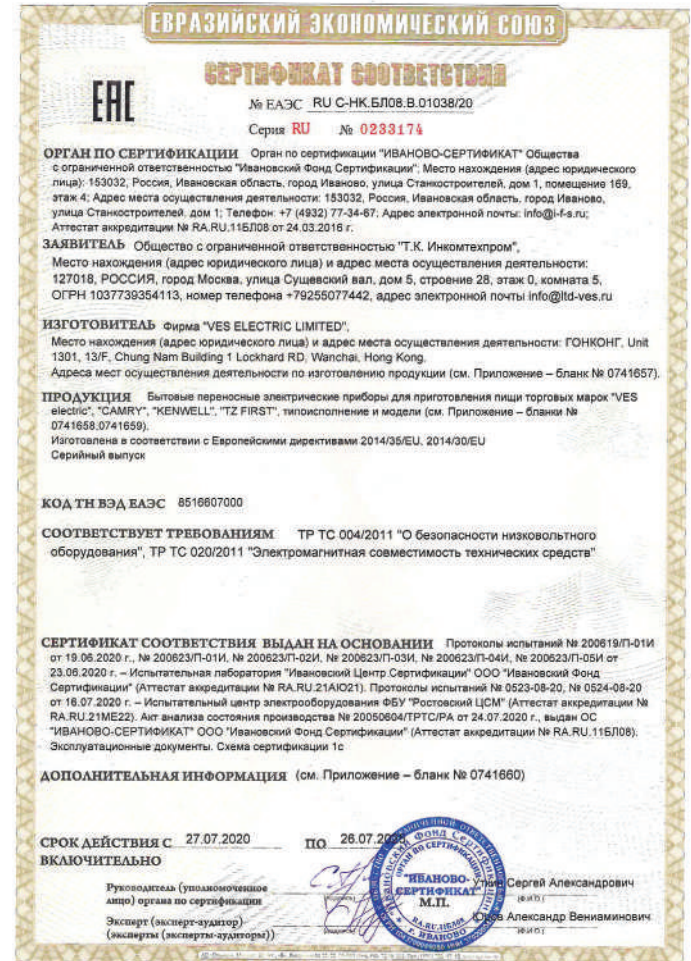 ЕВРАЗИЙСКИЙ ЭКОНОМИЧЕСКИЙ СОЮЗ
СЕРТИФИКАТ СООТВЕТСТВИЯ
ЕАС
№ ЕАЭС RU С-НК.БЛ08.В.01038/20
Серия RU № 0233174
ОРГАН ПО СЕРТИФИКАЦИИ Орган по сертификации "ИВАНОВО-СЕРТИФИКАТ" Общества
с ограниченной ответственностью "Ивановский Фонд Сертификации"; Место нахождения (адрес юридического
лица): 153032, Россия, Ивановская область, город Иваново, улица Станкостроителей, дом 1, помещение 169,
этаж 4; Адрес места осуществления деятельности: 153032, Россия, Ивановская область, город Иваново,
улица Станкостроителей, дом 1; Телефон: +7 (4932) 77-34-67; Адрес электронной почты: info@i-f-s.ru;
Аттестат аккредитации № RA.RU.11БЛ08 от 24.03.2016 г.
ЗАЯВИТЕЛЬ Общество с ограниченной ответственностью "Т.К. Инкомтехпром",
Место нахождения (адрес юридического лица) и адрес места осуществления деятельности:
127018, РОССИЯ, город Москва, улица Сущевский вал, дом 5, строение 28, этаж 0, комната 5,
ОГРН 1037739354113, номер телефона +79255077442, адрес электронной почты info@ltd-ves.ru
ИЗГОТОВИТЕЛЬ Фирма "VES ELECTRIC LIMITED",
Место нахождения (адрес юридического лица) и адрес места осуществления деятельности: ГОНКОНГ, Unit
1301, 13/F, Chung Nam Building 1 Lockhard RD, Wanchai, Hong Kong.
Адреса мест осуществления деятельности по изготовлению продукции (см. Приложение – бланк № 0741657).
ПРОДУКЦИЯ Бытовые переносные электрические приборы для приготовления пищи торговых марок "VES
electric", "CAMRY", "KENWELL", "TZ FIRST", типоисполнение и модели (см. Приложение – бланки №
0741658,0741659).
Изготовлена в соответствии с Европейскими директивами 2014/35/EU, 2014/30/EU
Серийный выпуск
КОД ТН ВЭД ЕАЭС 8516607000
СООТВЕТСТВУЕТ ТРЕБОВАНИЯМ ТР ТС 004/2011 "О безопасности низковольтного
оборудования", ТР ТС 020/2011 "Электромагнитная совместимость технических средств"
СЕРТИФИКАТ СООТВЕТСТВИЯ ВЫДАН НА ОСНОВАНИИ Протоколы испытаний № 200619/П-01И
от 19.06.2020 г., № 200623/П-01И, № 200623/П-02И, № 200623/П-03И, № 200623/П-04И, № 200623/П-05И от
23.06.2020 г. – Испытательная лаборатория "Ивановский Центр Сертификации" ООО "Ивановский Фонд
Сертификации" (Аттестат аккредитации № RA.RU.21АЮ21). Протоколы испытаний № 0523-08-20, № 0524-08-20
от 16.07.2020 г. – Испытательный центр электрооборудования ФБУ "Ростовский ЦСМ" (Аттестат аккредитации №
RA.RU.21МЕ22). Акт анализа состояния производства № 20050604/ТРТС/РА от 24.07.2020 г., выдан ОС
"ИВАНОВО-СЕРТИФИКАТ" ООО "Ивановский Фонд Сертификации" (Аттестат аккредитации № RA.RU.11БЛ08).
Эксплуатационные документы. Схема сертификации 1с
ДОПОЛНИТЕЛЬНАЯ ИНФОРМАЦИЯ (см. Приложение – бланк № 0741660)
СРОК ДЕЙСТВИЯ С 27.07.2020 ПО 26.07.
ВКЛЮЧИТЕЛЬНО
Руководитель (уполномоченное
лицо) органа по сертификации
Уткин Сергей Александрович
(Ф.И.О.)
"ИВАНОВО-
СЕРТИФИКАТ"
М.П.
RA.RU.11БЛ08
г. ИВАНОВО
Эксперт (эксперт-аудитор)
(эксперты (эксперты-аудиторы))
Александр Вениаминович
(Ф.И.О.)